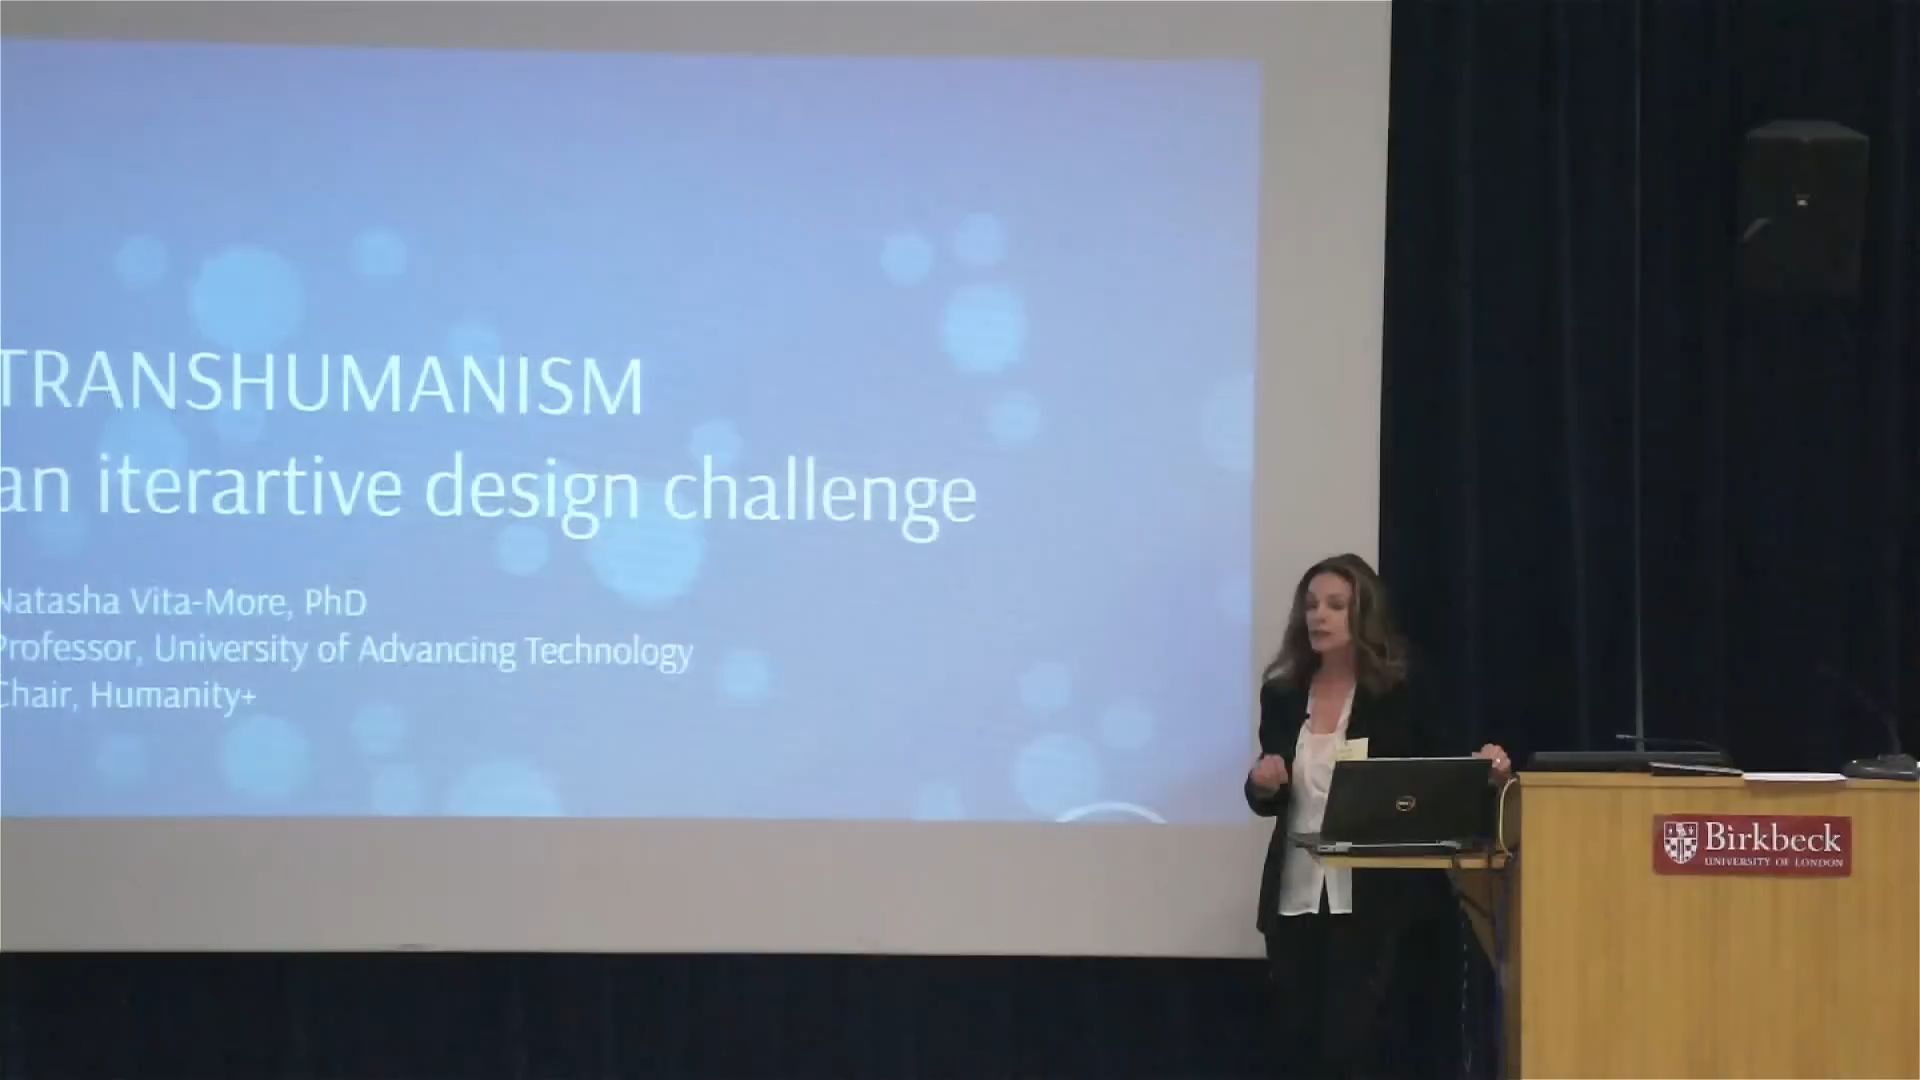 TRANSHUMANISM
an iterartive design challenge
Natasha Vita-More, PhD
Professor, University of Advancing Technology
Chair, Humanity+
Birkbeck
UNIVERSITY OF LONDON